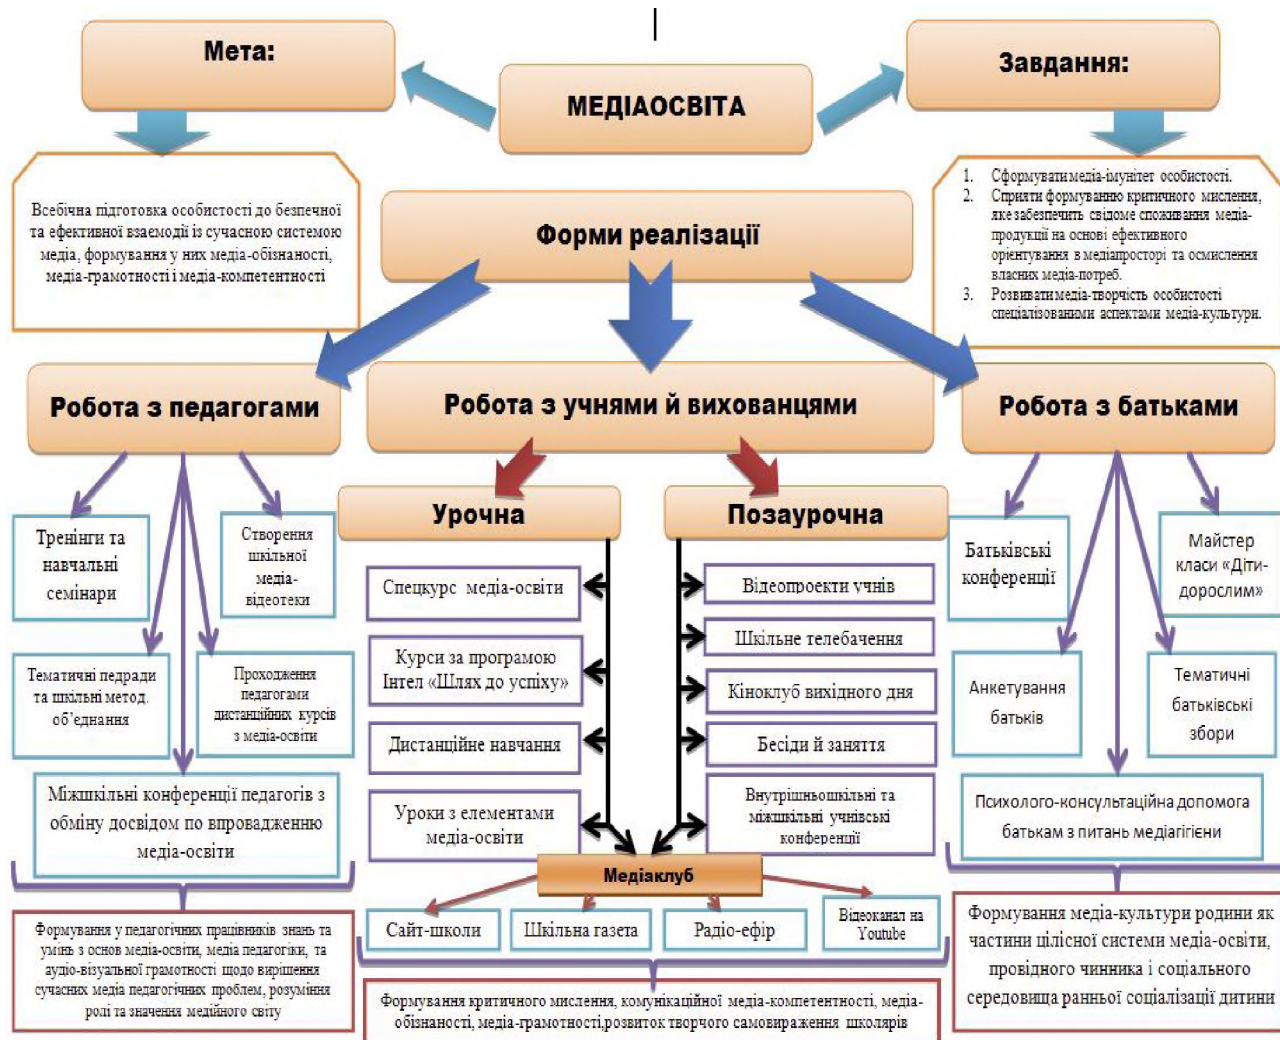 Мета:
МЕДІАОСВІТА
Завдання:
Всебічна підготовка особистості до безпечної
та ефективної взаємодії із сучасною системою
медіа, формування у них медіа-обізнаності,
медіа-грамотності і медіа-компетентності
1. Сформувати медіа-імунітет особистості.
2. Сприяти формуванню критичного мислення,
яке забезпечить свідоме споживання медіа-
продукції на основі ефективного
орієнтування в медіапросторі та осмислення
власних медіа-потреб.
3. Розвивати медіа-творчість особистості
спеціалізованими аспектами медіа-культури.
Форми реалізації
Робота з педагогами
Робота з учнями й вихованцями
Робота з батьками
Тренінги та
навчальні
семінари
Створення
шкільної
медіа-
відеотеки
Тематичні педради
та шкільні метод.
об’єднання
Проходження
педагогами
дистанційних курсів
з медіа-освіти
Міжшкільні конференції педагогів з
обміну досвідом по впровадженню
медіа-освіти
Формування у педагогічних працівників знань та
умінь з основ медіа-освіти, медіа педагогіки, та
аудіо-візуальної грамотності щодо вирішення
сучасних медіа педагогічних проблем, розуміння
ролі та значення медійного світу
Урочна
Спецкурс медіа-освіти
Курси за програмою
Інтел «Шлях до успіху»
Дистанційне навчання
Уроки з елементами
медіа-освіти
Позаурочна
Відеопроекти учнів
Шкільне телебачення
Кіноклуб вихідного дня
Бесіди й заняття
Внутрішньошкільні та
міжшкільні учнівські
конференції
Медіаклуб
Сайт-школи
Шкільна газета
Радіо-ефір
Відеоканал на
Youtube
Формування критичного мислення, комунікаційної медіа-компетентності, медіа-
обізнаності, медіа-грамотності,розвиток творчого самовираження школярів
Батьківські
конференції
Майстер
класи «Діти-
дорослим»
Анкетування
батьків
Тематичні
батьківські
збори
Психолого-консультаційна допомога
батькам з питань медіагігієни
Формування медіа-культури родини як
частини цілісної системи медіа-освіти,
провідного чинника і соціального
середовища ранньої соціалізації дитини